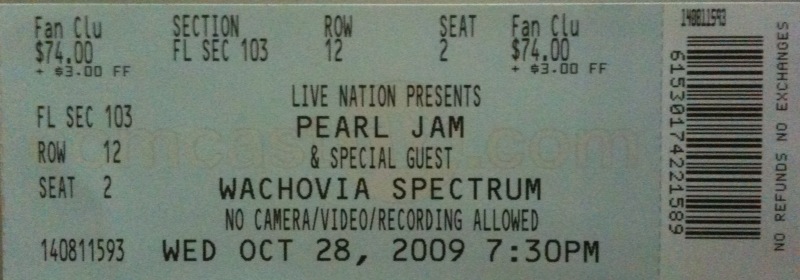 Fan Clu SECTION ROW SEAT Fan Clu
$74.00 FL SEC 103 12 2 $74.00
+ $3.00 FF + $3.00 FF
LIVE NATION PRESENTS
FL SEC 103 PEARL JAM
ROW 12 & SPECIAL GUEST
SEAT 2 WACHOVIA SPECTRUM
NO CAMERA/VIDEO/RECORDING ALLOWED
140811593 WED OCT 28, 2009 7:30PM
140811593
61530174221589
NO REFUNDS NO EXCHANGES